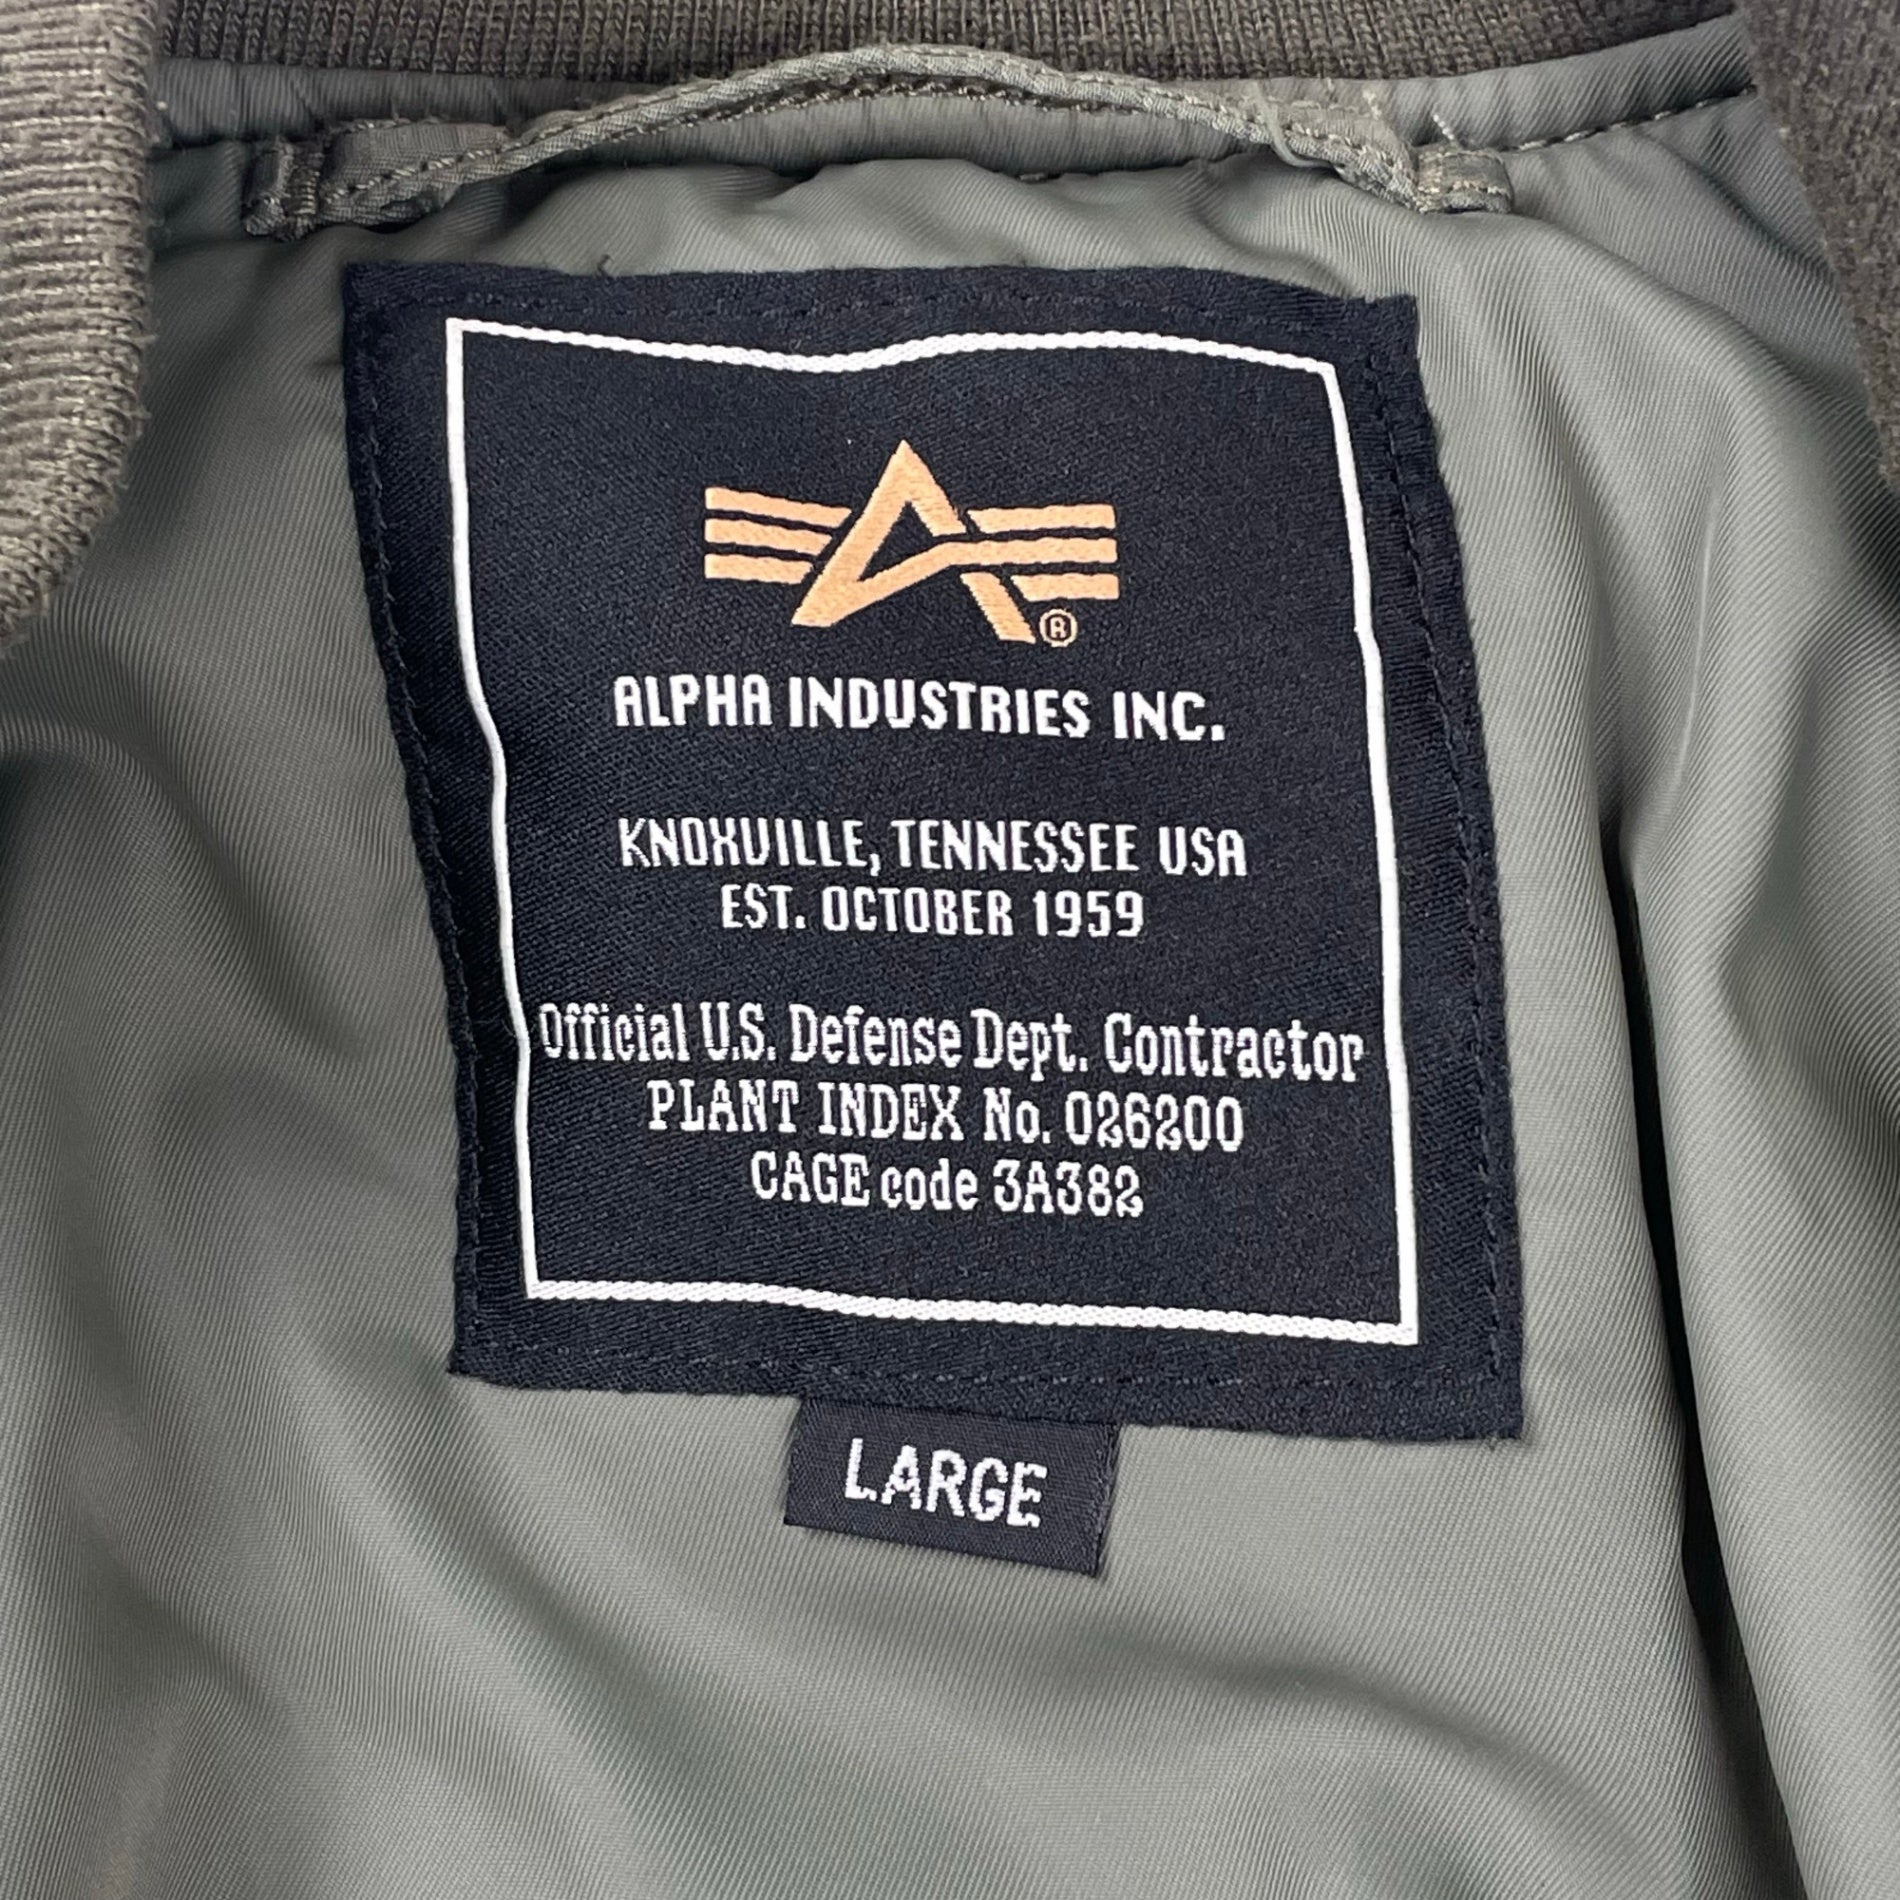 ALPHA INDUSTRIES INC.
KNOXVILLE, TENNESSEE USA
EST. OCTOBER 1959
Official U.S. Defense Dept. Contractor
PLANT INDEX No. 026200
CAGE code 3A382
LARGE